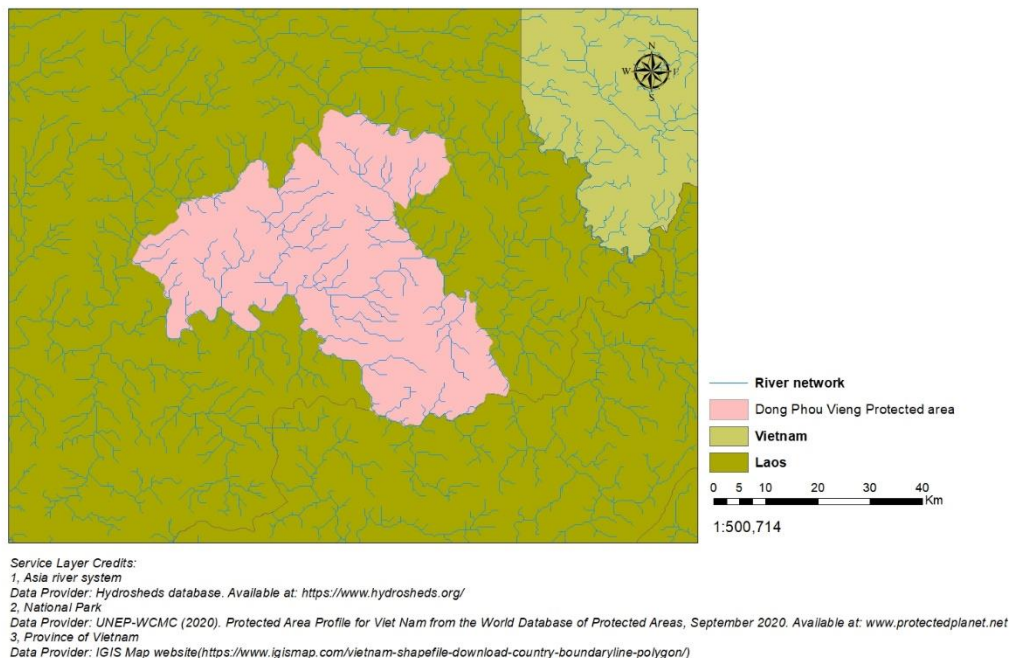 N
W E
S
River network
Dong Phou Vieng Protected area
Vietnam
Laos
0 5 10 20 30 40
Km
1:500,714
Service Layer Credits:
1, Asia river system
Data Provider: Hydrosheds database. Available at: https://www.hydrosheds.org/
2, National Park
Data Provider: UNEP-WCMC (2020). Protected Area Profile for Viet Nam from the World Database of Protected Areas, September 2020. Available at: www.protectedplanet.net
3, Province of Vietnam
Data Provider: IGIS Map website(https://www.igismap.com/vietnam-shapefile-download-country-boundaryline-polygon/)